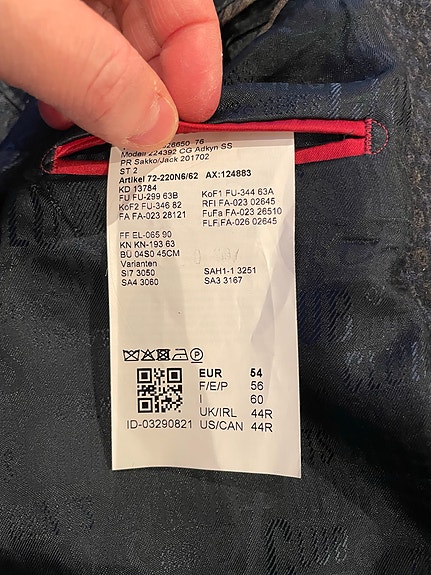 26650 76
Modell 224392 CG Adkyn SS
PR Sakko/Jack 201702
ST 2
Artikel 72-220N6/62 AX:124883
KD 13784
FU FU-299 63B KoF1 FU-344 63A
KoF2 FU-346 82 RFI FA-023 02645
FA FA-023 28121 FuFa FA-023 26510
FLFi FA-026 02645
FF EL-065 90
KN KN-193 63
BÜ 04S0 45CM
Varianten
SI7 3050 SAH1-1 3251
SA4 3060 SA3 3167
P
EUR 54
F/E/P 56
I 60
UK/IRL 44R
ID-03290821 US/CAN 44R